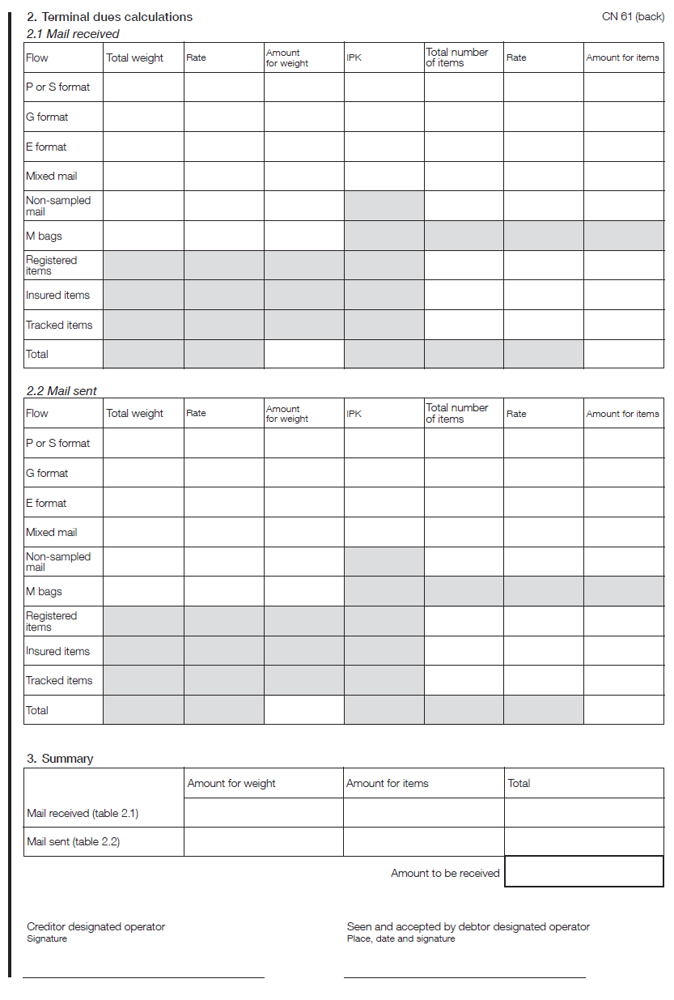 2. Terminal dues calculations
CN 61 (back)
2.1 Mail received
Flow
Total weight
Rate
Amount
for weight
IPK
Total number
of items
Rate
Amount for items
P or S format
G format
E format
Mixed mail
Non-sampled
mail
M bags
Registered
items
Insured items
Tracked items
Total
2.2 Mail sent
Flow
Total weight
Rate
Amount
for weight
IPK
Total number
of items
Rate
Amount for items
P or S format
G format
E format
Mixed mail
Non-sampled
mail
M bags
Registered
items
Insured items
Tracked items
Total
3. Summary
Amount for weight
Amount for items
Total
Mail received (table 2.1)
Mail sent (table 2.2)
Amount to be received
Creditor designated operator
Signature
Seen and accepted by debtor designated operator
Place, date and signature